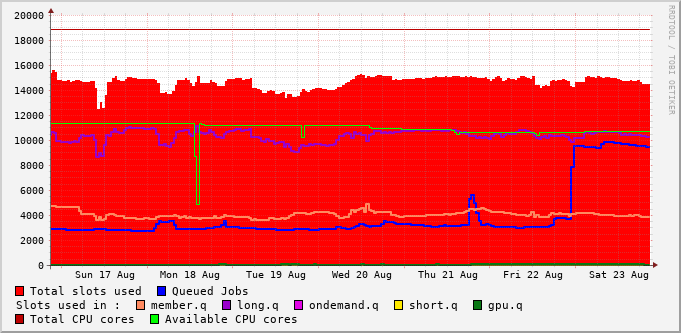 20000
18000
16000
14000
12000
10000
8000
6000
4000
2000
0
Sun 17 Aug Mon 18 Aug Tue 19 Aug Wed 20 Aug Thu 21 Aug Fri 22 Aug Sat 23 Aug
Total slots used Queued Jobs
Slots used in : member.q long.q ondemand.q short.q gpu.q
Total CPU cores Available CPU cores
RRDTOOL / TOBI OETIKER